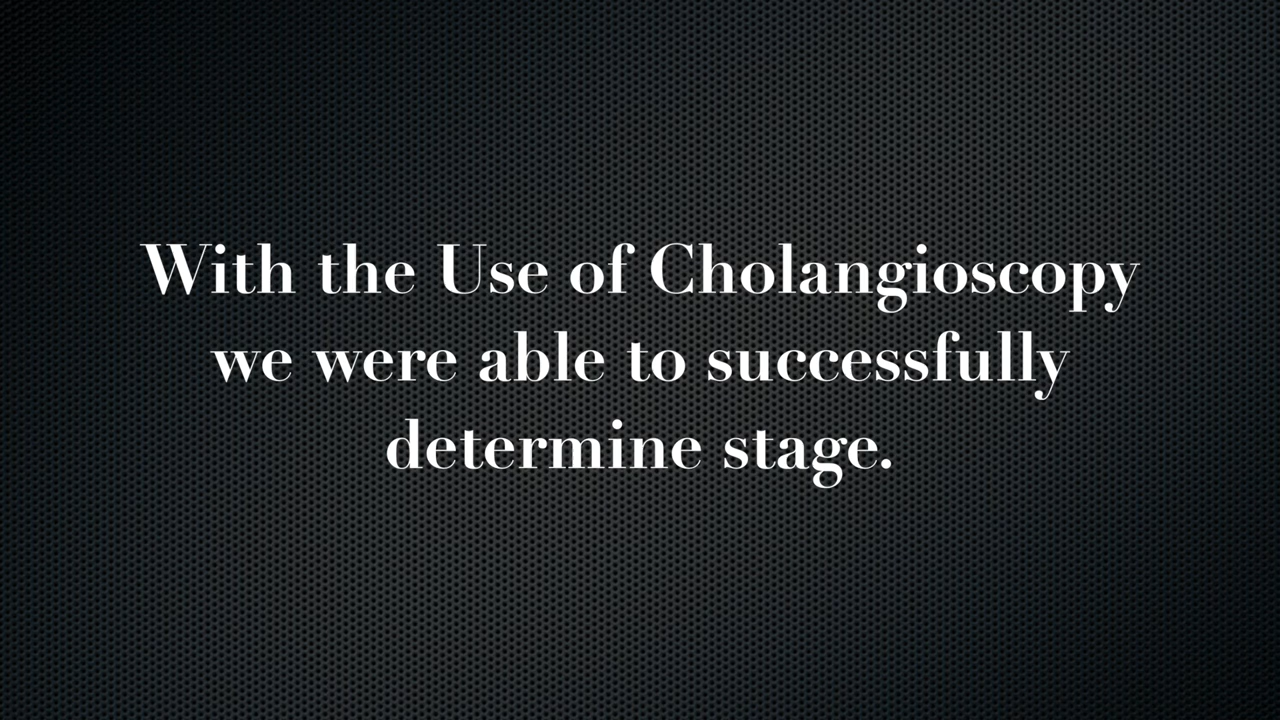 With the Use of Cholangioscopy
we were able to successfully
determine stage.